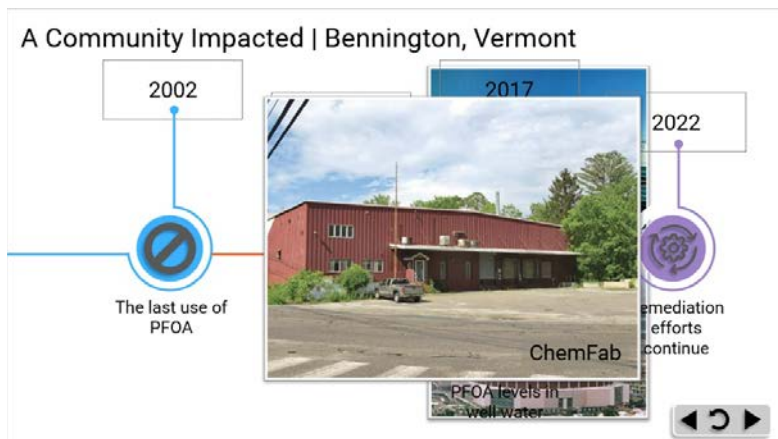 A Community Impacted | Bennington, Vermont
2002
2017
2022
The last use of
PFOA
ChemFab
PFOA levels in
well water
emediation
efforts
continue